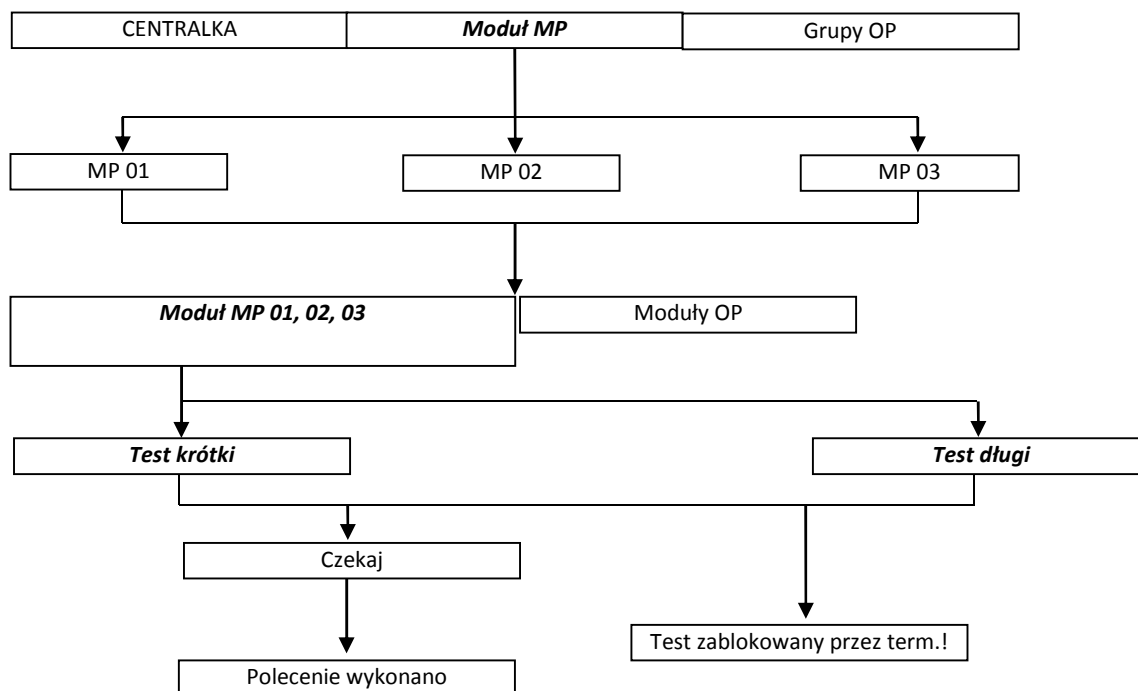 CENTRALKA
Moduł MP
Grupy OP
MP 01
MP 02
MP 03
Moduł MP 01, 02, 03
Moduły OP
Test krótki
Test długi
Czekaj
Test zablokowany przez term.!
Polecenie wykonano